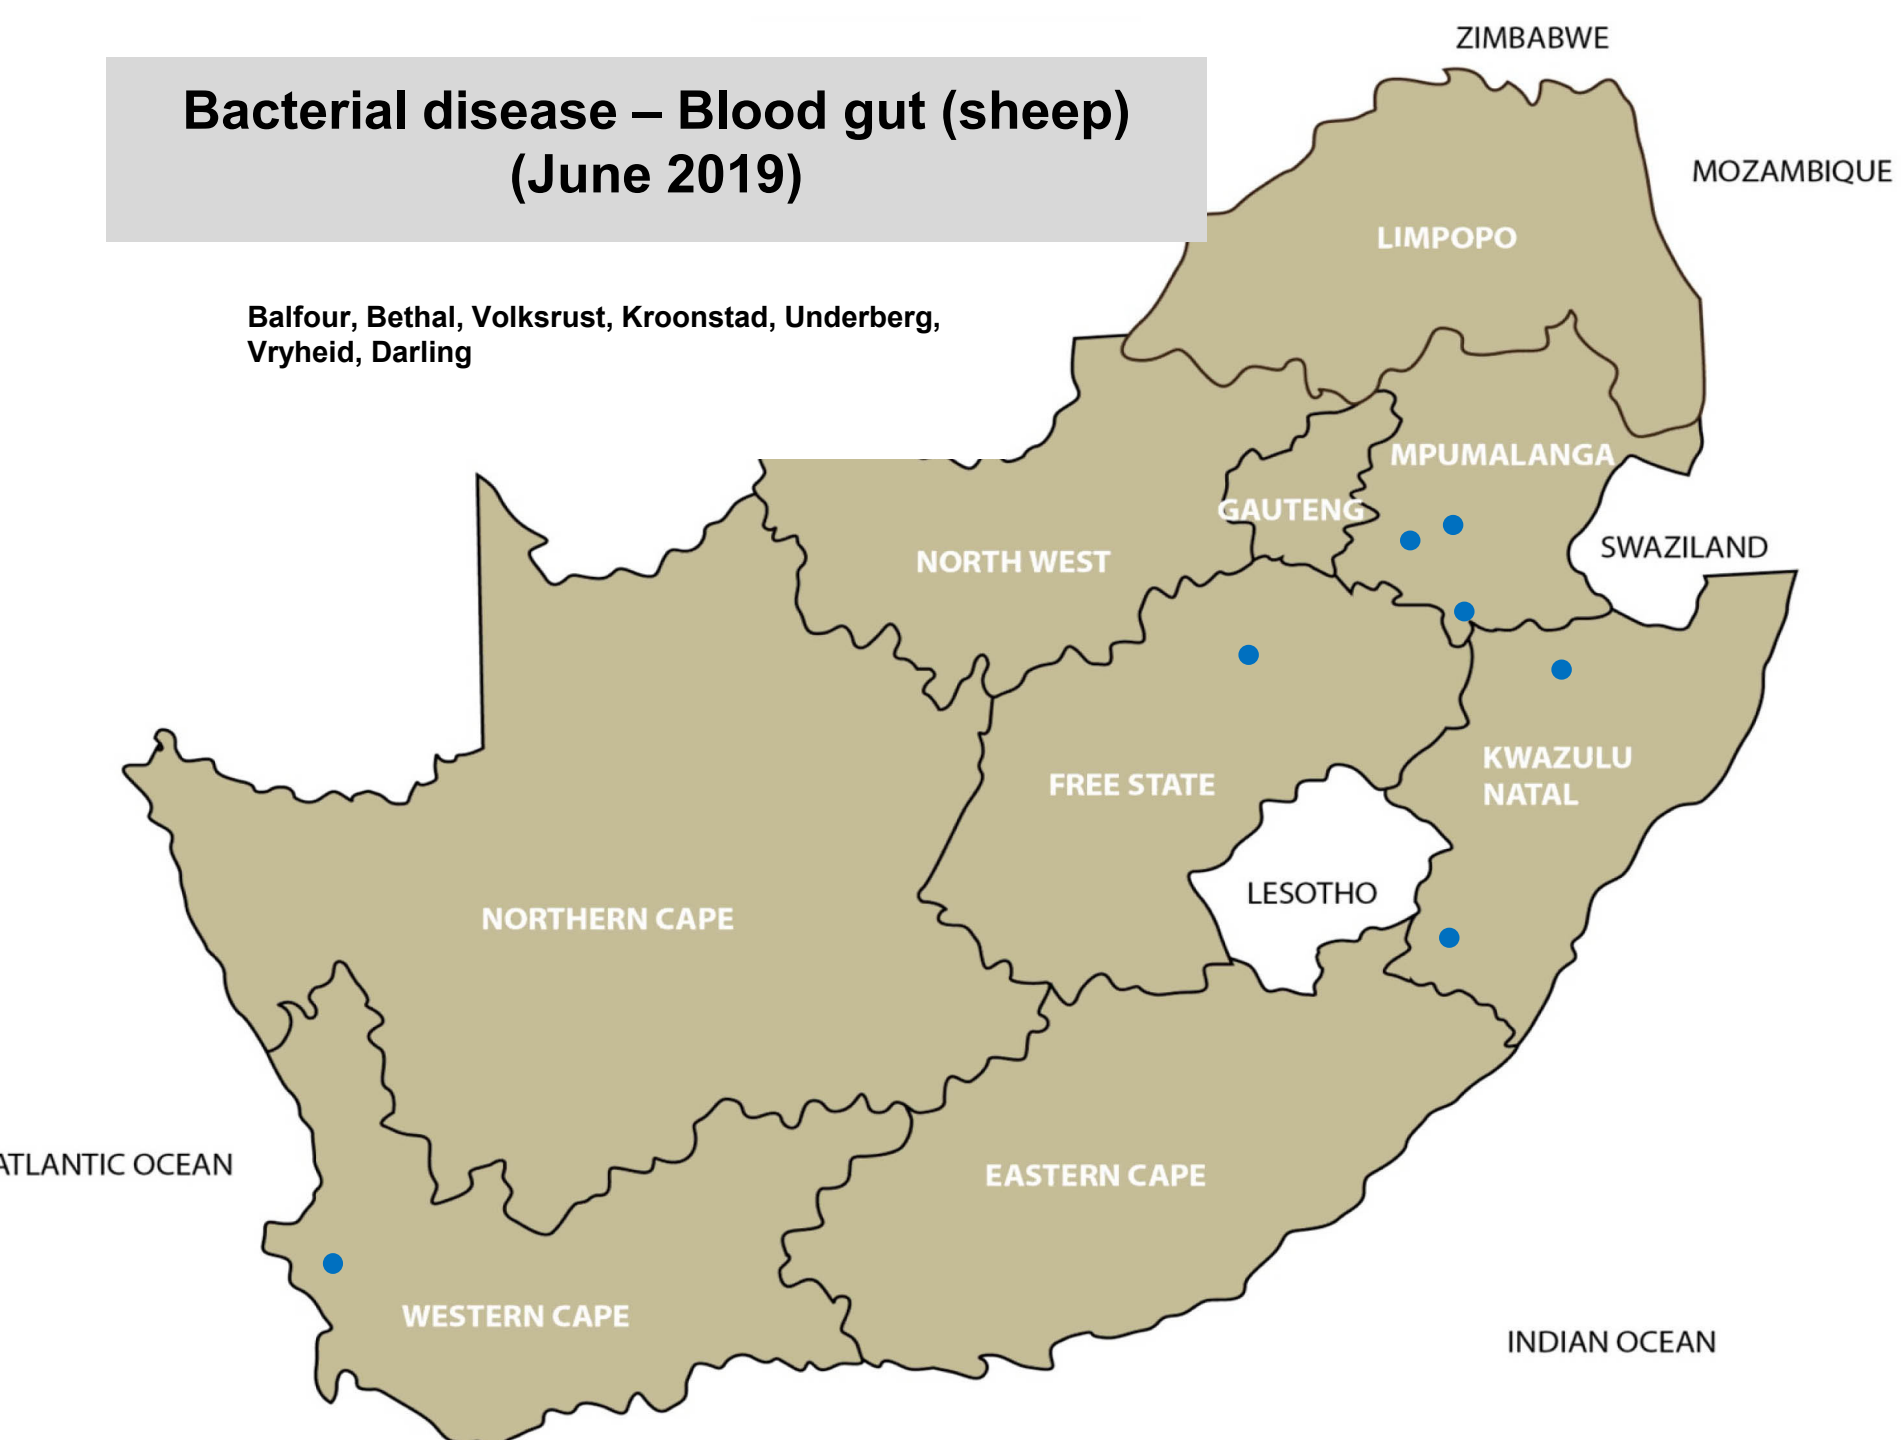 ZIMBABWE
Bacterial disease – Blood gut (sheep)
(June 2019)
MOZAMBIQUE
LIMPOPO
Balfour, Bethal, Volksrust, Kroonstad, Underberg,
Vryheid, Darling
MPUMALANGA
GAUTENG
SWAZILAND
NORTH WEST
KWAZULU
NATAL
FREE STATE
LESOTHO
NORTHERN CAPE
ATLANTIC OCEAN
EASTERN CAPE
WESTERN CAPE
INDIAN OCEAN